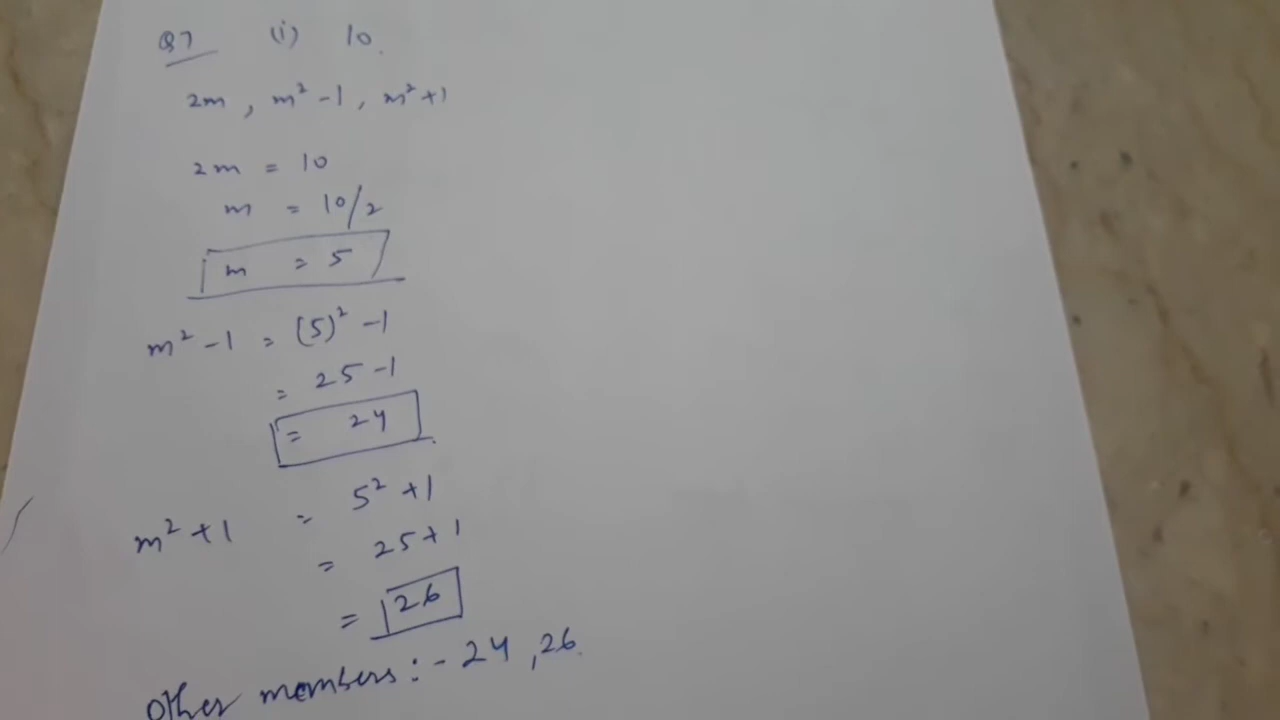 Q7 (i) 10.
2m, m² -1, m² +1
2m = 10
m = 10/2
m = 5
m² -1 = (5)² -1
= 25-1
= 24
m² +1 = 5² +1
= 25+1
= 26
Other members :- 24, 26.